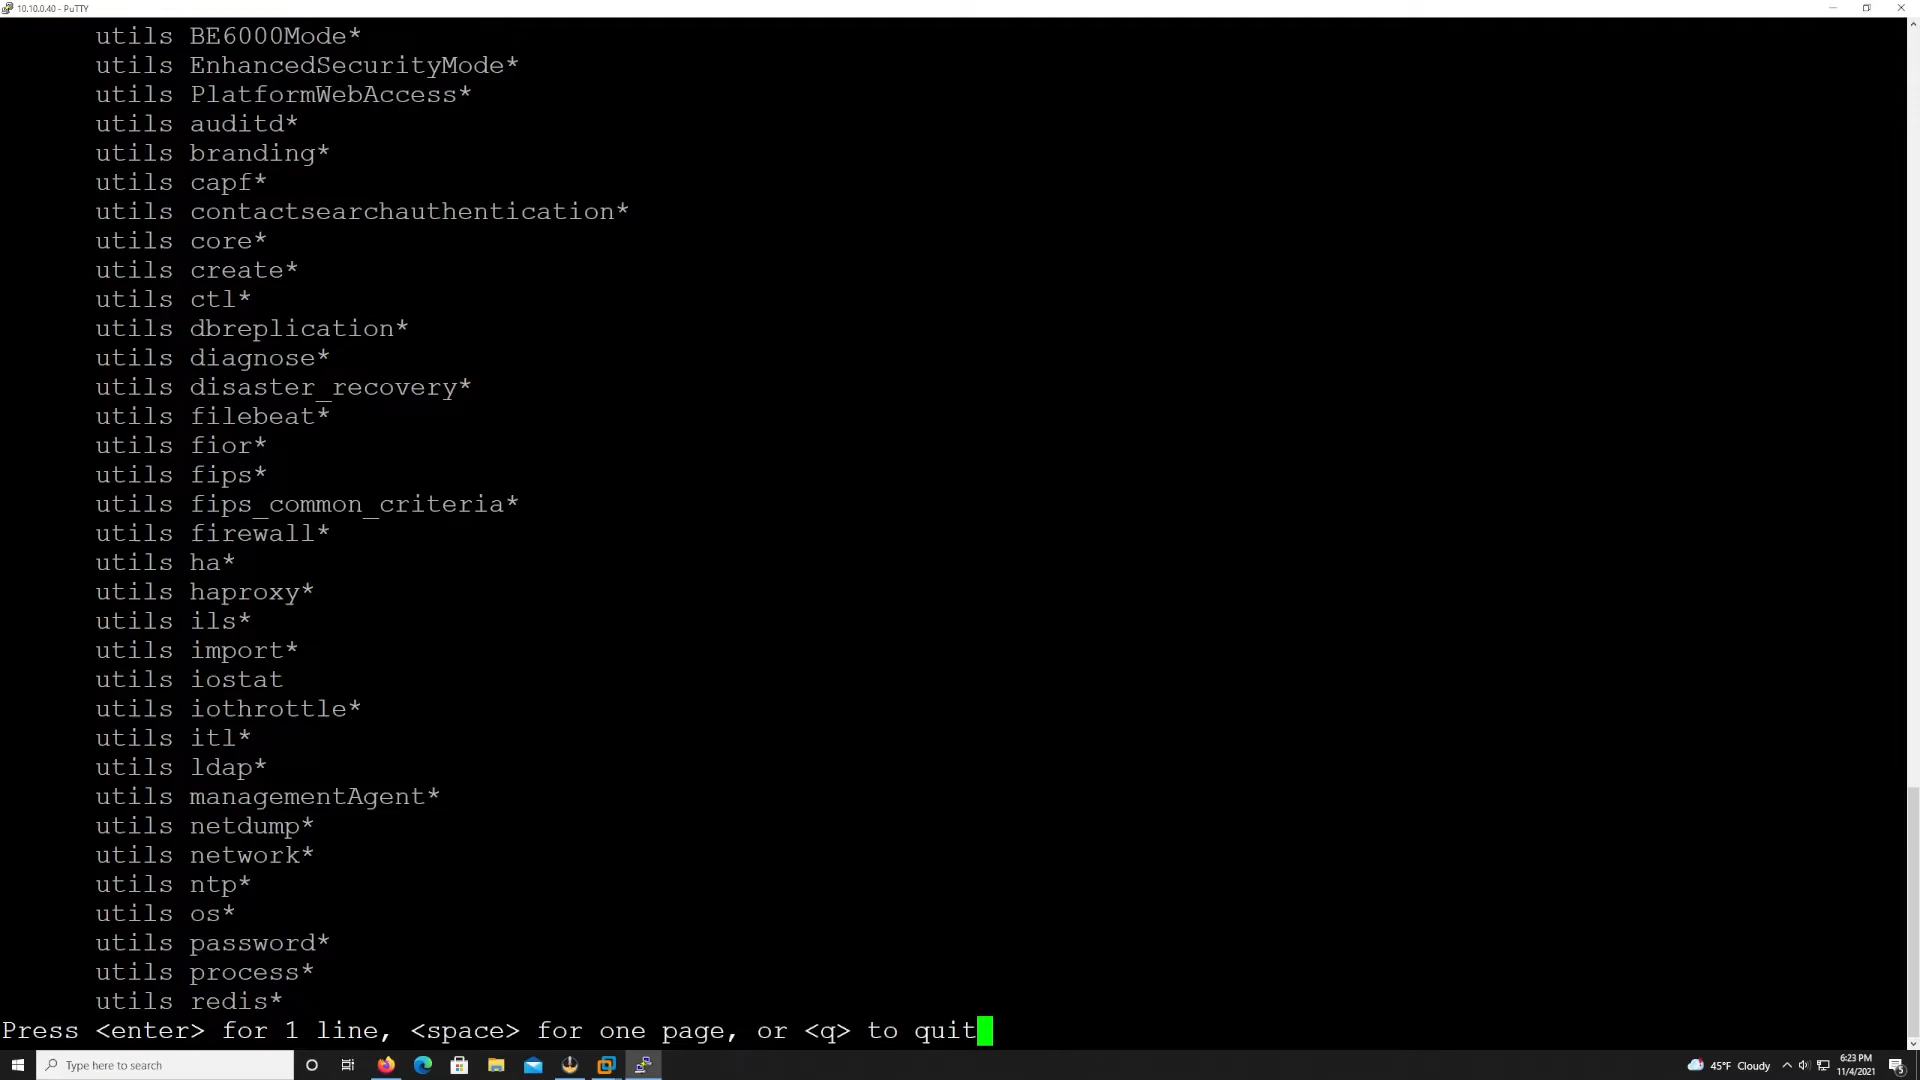 10.10.0.40 - PuTTY
utils BE6000Mode*
utils EnhancedSecurityMode*
utils PlatformWebAccess*
utils auditd*
utils branding*
utils capf*
utils contactsearchauthentication*
utils core*
utils create*
utils ctl*
utils dbreplication*
utils diagnose*
utils disaster_recovery*
utils filebeat*
utils fior*
utils fips*
utils fips_common_criteria*
utils firewall*
utils ha*
utils haproxy*
utils ils*
utils import*
utils iostat
utils iothrottle*
utils itl*
utils ldap*
utils managementAgent*
utils netdump*
utils network*
utils ntp*
utils os*
utils password*
utils process*
utils redis*
Press <enter> for 1 line, <space> for one page, or <q> to quit
Type here to search
45°F Cloudy
6:23 PM
11/4/2021
5